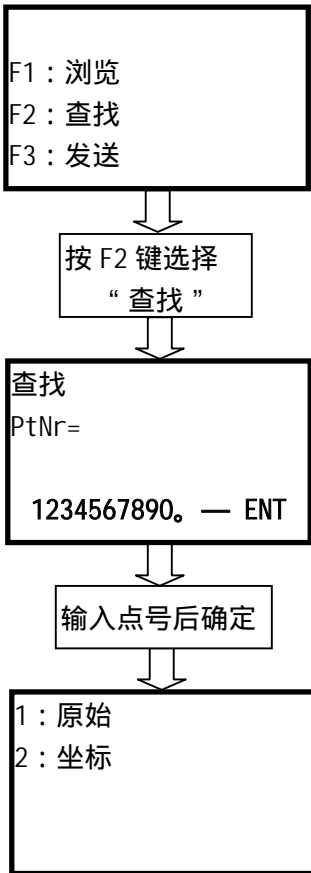 F1：浏览
F2：查找
F3：发送
按 F2 键选择
“ 查找 ”
查找
PtNr=
1234567890。— ENT
输入点号后确定
1：原始
2：坐标